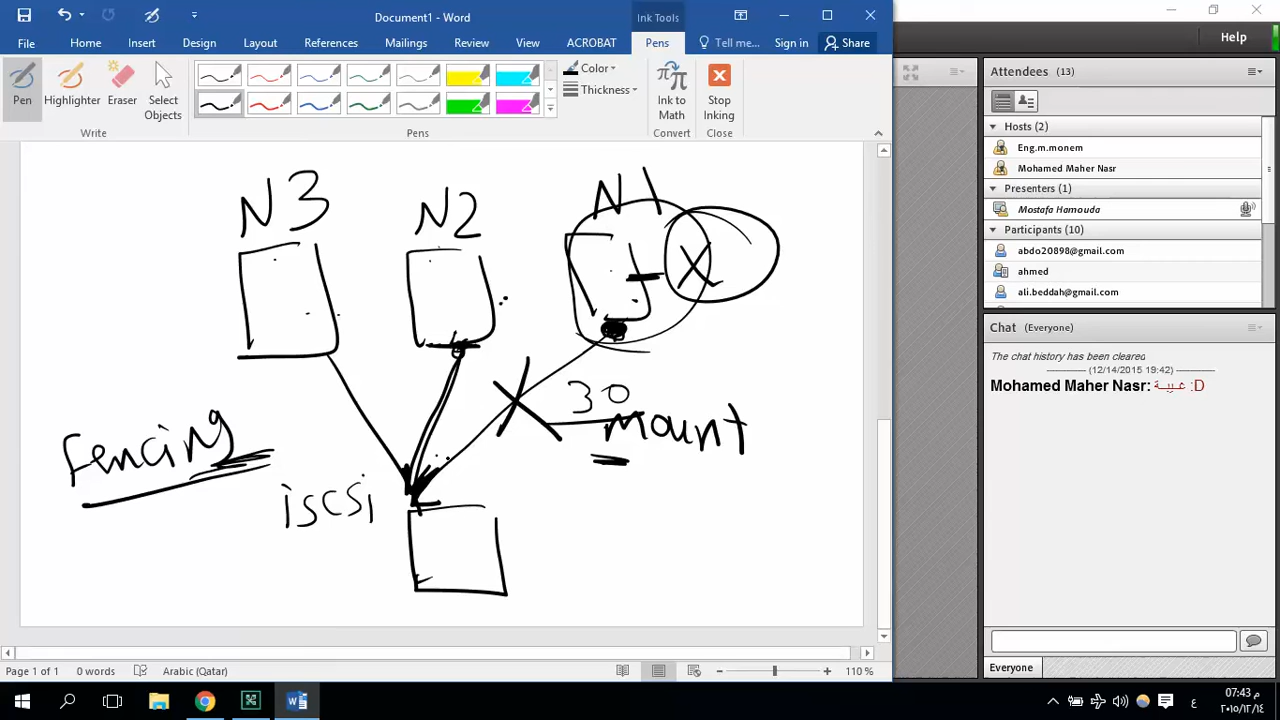 Document1 - Word
Ink Tools
File
Home
Insert
Design
Layout
References
Mailings
Review
View
ACROBAT
Pens
Tell me...
Sign in
Share
Help
Pen
Highlighter
Eraser
Select Objects
Color
Thickness
Ink to Math
Stop Inking
Write
Pens
Convert
Close
N3
N2
N1
30
mount
Fencing
iscsi
Page 1 of 1
0 words
Arabic (Qatar)
110 %
Attendees (13)
Hosts (2)
Eng.m.monem
Mohamed Maher Nasr
Presenters (1)
Mostafa Hamouda
Participants (10)
abdo20898@gmail.com
ahmed
ali.beddah@gmail.com
Chat (Everyone)
The chat history has been cleared
(12/14/2015 19:42)
Mohamed Maher Nasr: :D
Everyone
ع
07:43 م
٢٠١٥/١٢/١٤